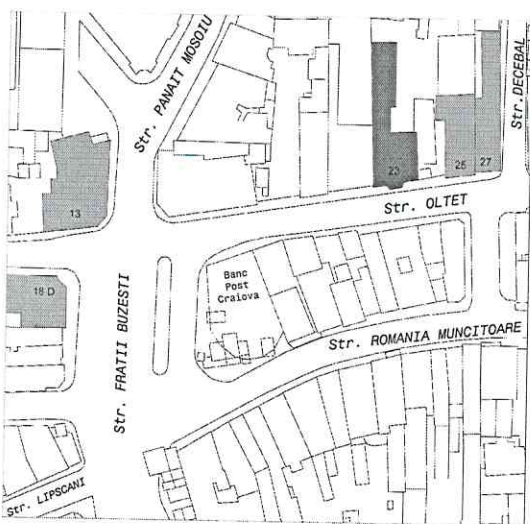 Str. PANAIT MOSOIU
Str. DECEBAL
13
23
25
27
Str. OLTET
18 D
Str. FRATII BUZESTI
Banc
Post
Craiova
Str. ROMANIA MUNCITOARE
Str. LIPSCANI